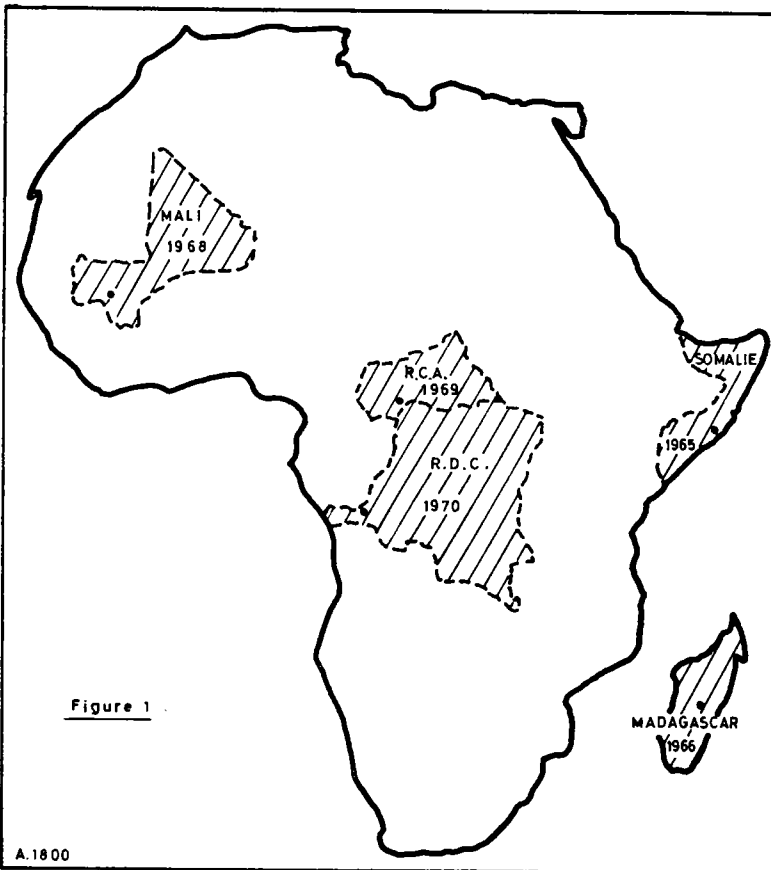 MALI
1968
R.C.A.
1969
SOMALIE
1965
R.D.C.
1970
Figure 1
MADAGASCAR
1966
A.1800